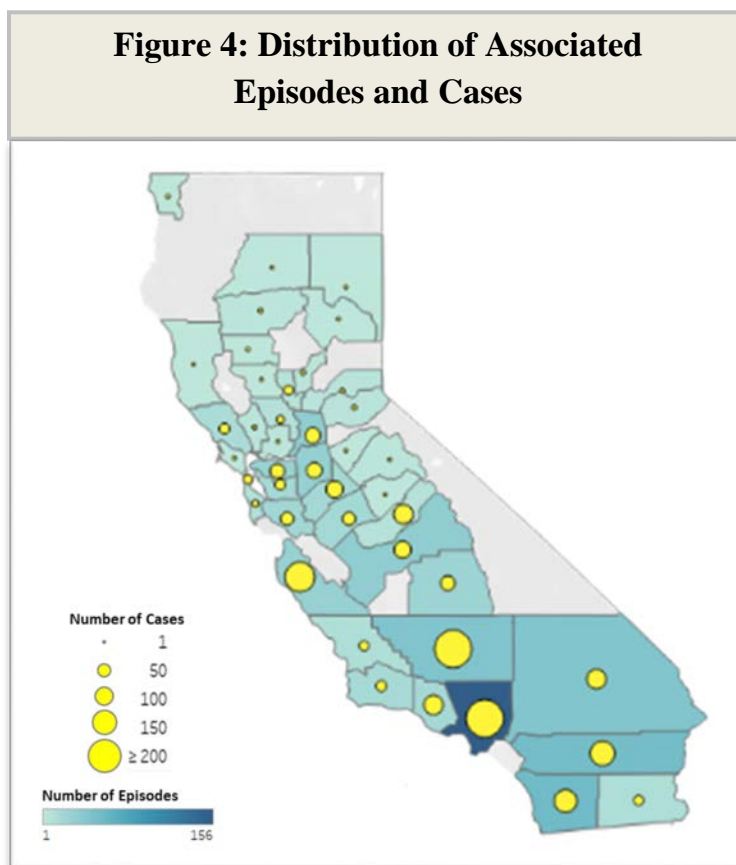 Figure 4: Distribution of Associated
Episodes and Cases
Number of Cases
1
50
100
150
≥ 200
Number of Episodes
1 156